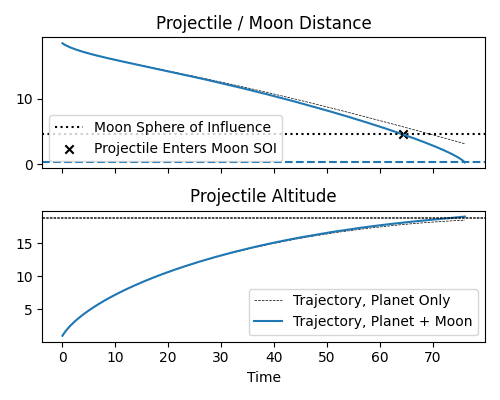 Projectile / Moon Distance
10
0
Moon Sphere of Influence
Projectile Enters Moon SOI
Projectile Altitude
15
10
5
Trajectory, Planet Only
Trajectory, Planet + Moon
0 10 20 30 40 50 60 70
Time